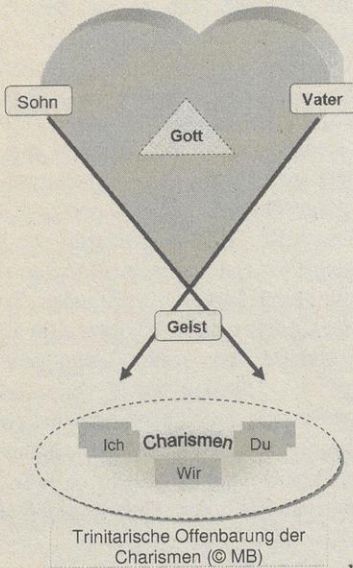 Sohn
Vater
Gott
Geist
Ich Charismen Du
Wir
Trinitarische Offenbarung der
Charismen (© MB)